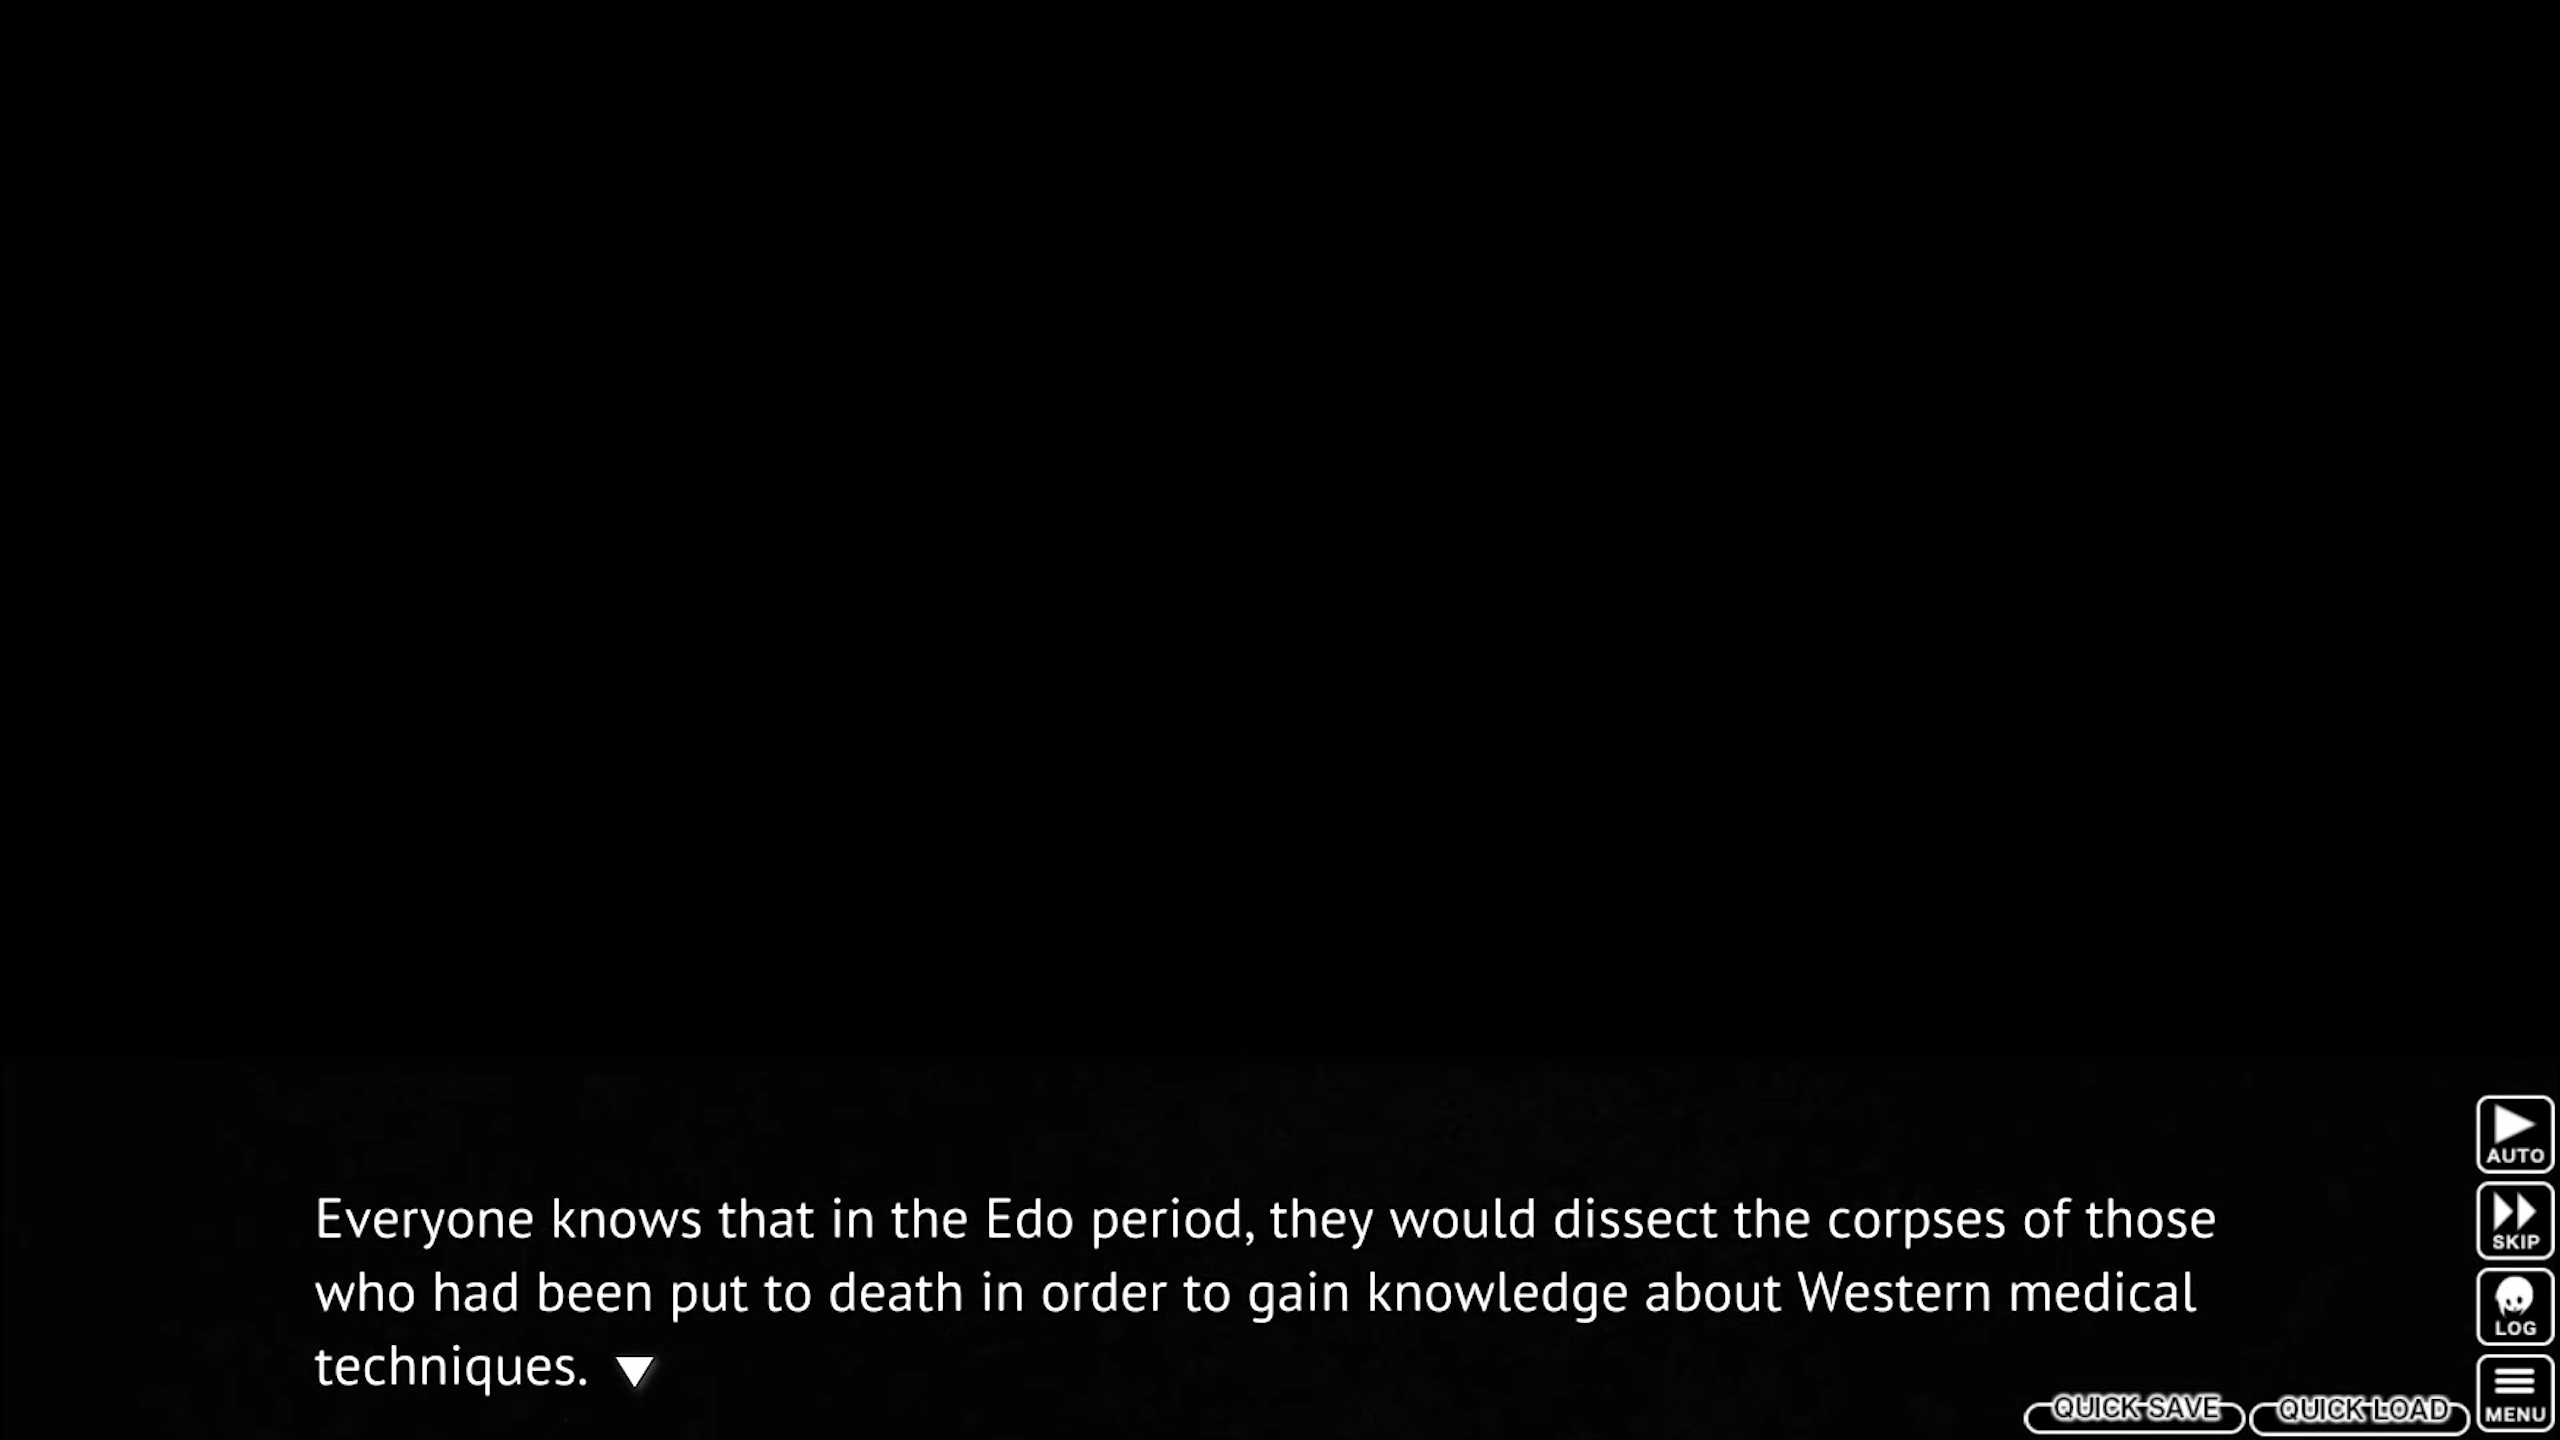 Everyone knows that in the Edo period, they would dissect the corpses of those
who had been put to death in order to gain knowledge about Western medical
techniques.
AUTO
SKIP
LOG
MENU
QUICK SAVE
QUICK LOAD